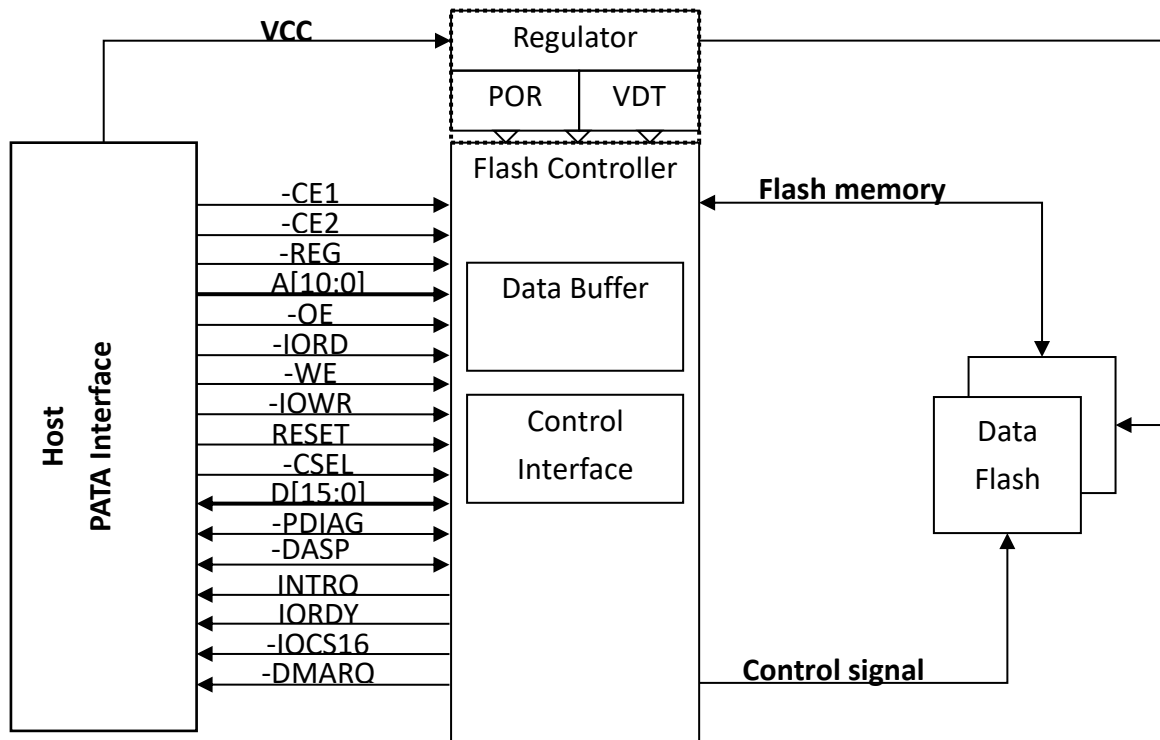 VCC
Regulator
POR
VDT
Flash Controller
-CE1
-CE2
-REG
A[10:0]
-OE
-IORD
-WE
-IOWR
RESET
-CSEL
D[15:0]
-PDIAG
-DASP
INTRQ
IORDY
-IOCS16
-DMARQ
Host
PATA Interface
Data Buffer
Control
Interface
Flash memory
Data
Flash
Control signal